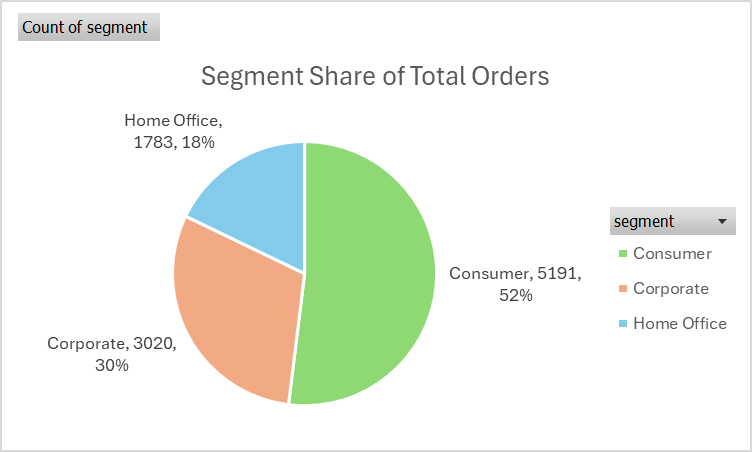 Count of segment
Segment Share of Total Orders
Home Office,
1783, 18%
Consumer, 5191,
52%
Corporate, 3020,
30%
segment
Consumer
Corporate
Home Office